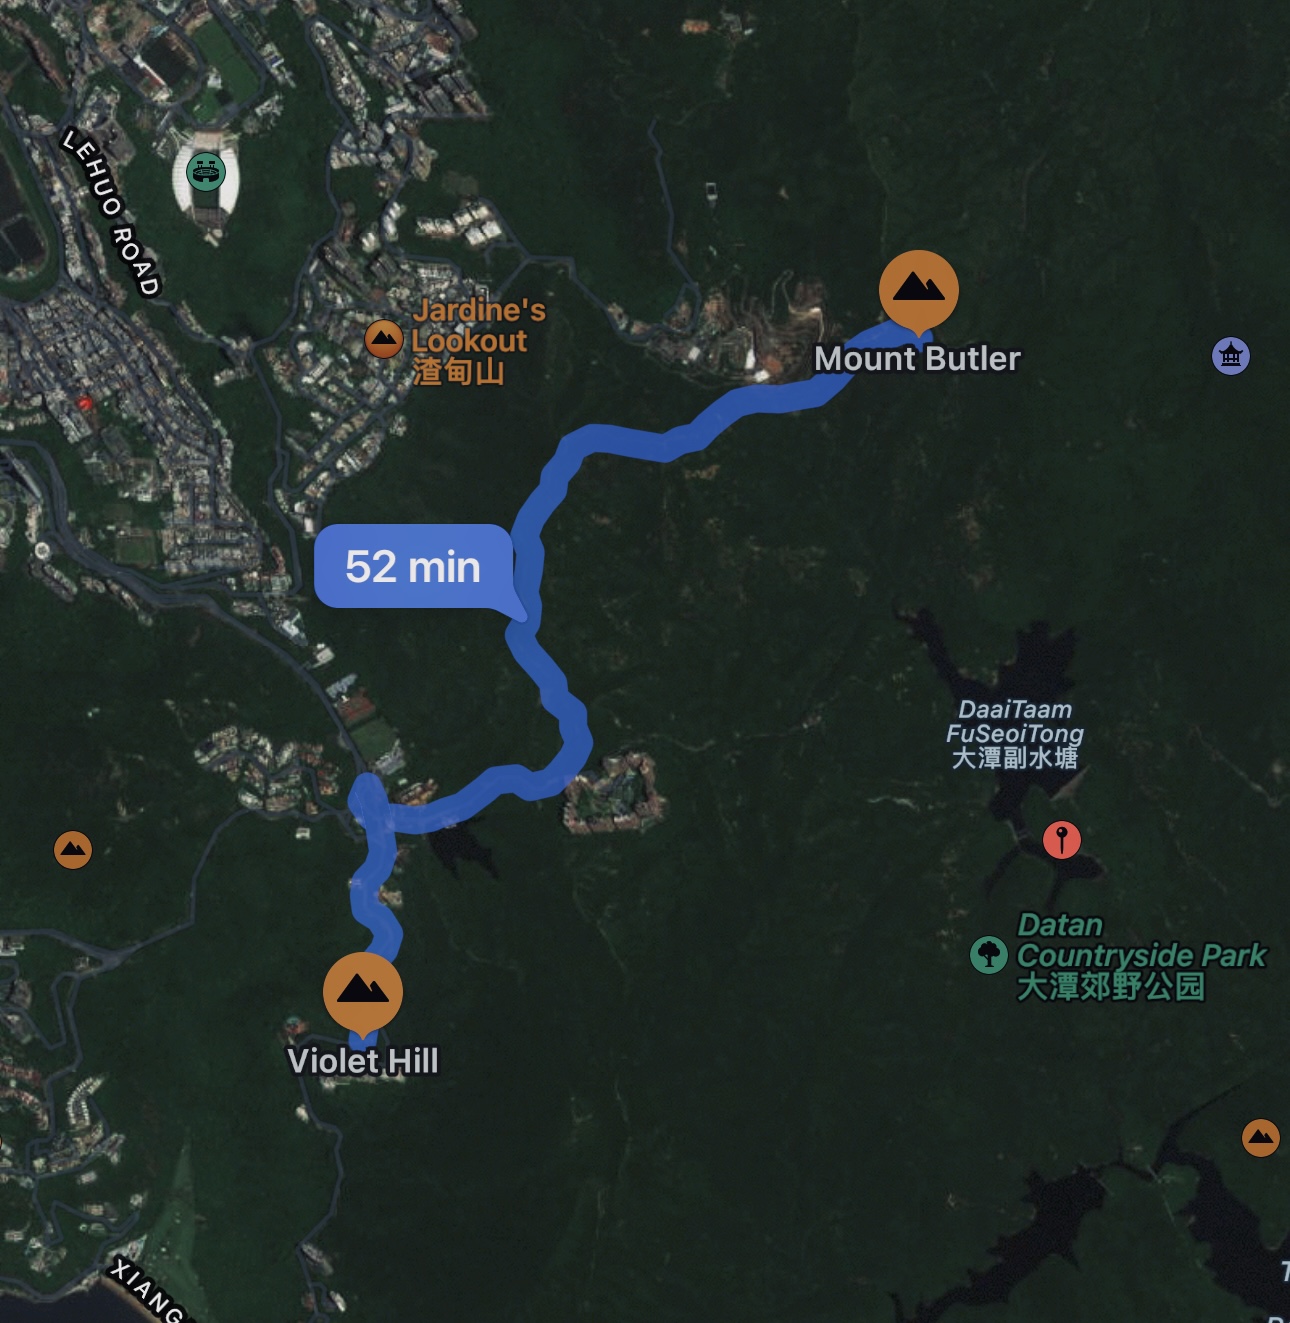 LEHUO ROAD
Jardine's
Lookout
渣甸山
Mount Butler
52 min
DaaiTaam
FuSeoiTong
大潭副水塘
Datan
Countryside Park
大潭郊野公园
Violet Hill
XIANG